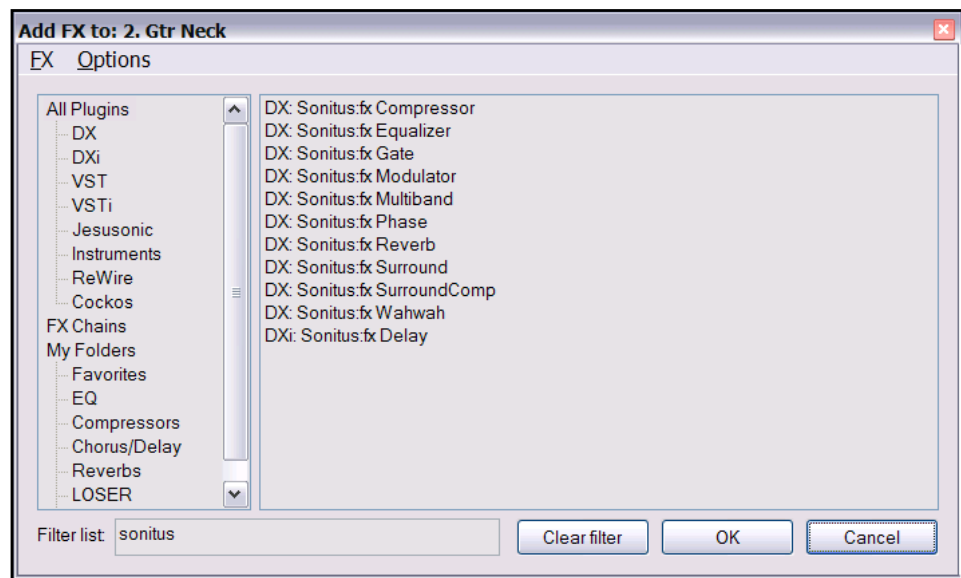 Add FX to: 2. Gtr Neck
FX Options
All Plugins
DX
DXi
VST
VSTi
Jesusonic
Instruments
ReWire
Cockos
FX Chains
My Folders
Favorites
EQ
Compressors
Chorus/Delay
Reverbs
LOSER
DX: Sonitus:fx Compressor
DX: Sonitus:fx Equalizer
DX: Sonitus:fx Gate
DX: Sonitus:fx Modulator
DX: Sonitus:fx Multiband
DX: Sonitus:fx Phase
DX: Sonitus:fx Reverb
DX: Sonitus:fx Surround
DX: Sonitus:fx SurroundComp
DX: Sonitus:fx Wahwah
DXi: Sonitus:fx Delay
Filter list: sonitus
Clear filter OK Cancel